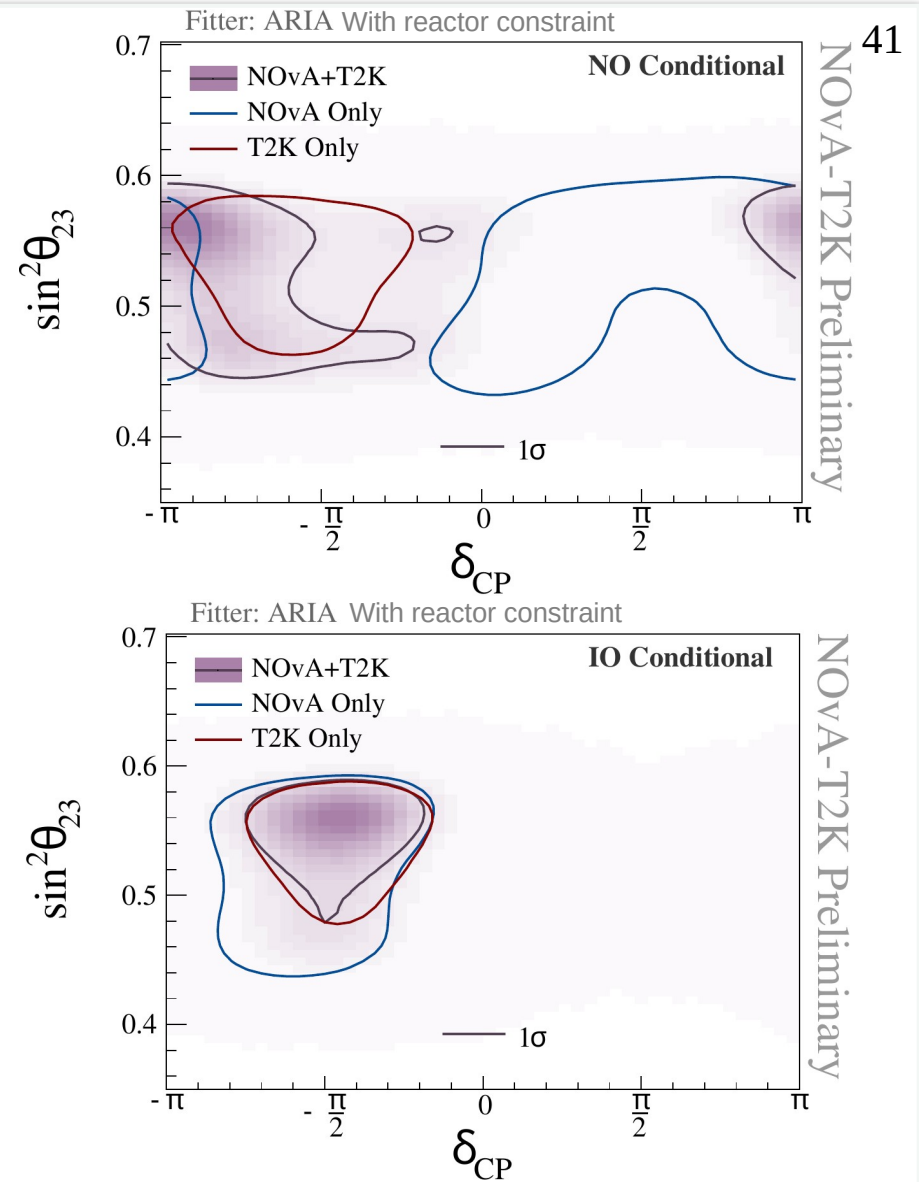 Fitter: ARIA With reactor constraint
41
NOvA-T2K Preliminary
0.7
NO Conditional
NOvA+T2K
NOvA Only
T2K Only
0.6
sin²θ₂₃
0.5
0.4
1σ
-π
-π/2
0
π/2
π
δCP
Fitter: ARIA With reactor constraint
NOvA-T2K Preliminary
0.7
IO Conditional
NOvA+T2K
NOvA Only
T2K Only
0.6
sin²θ₂₃
0.5
0.4
1σ
-π
-π/2
0
π/2
π
δCP